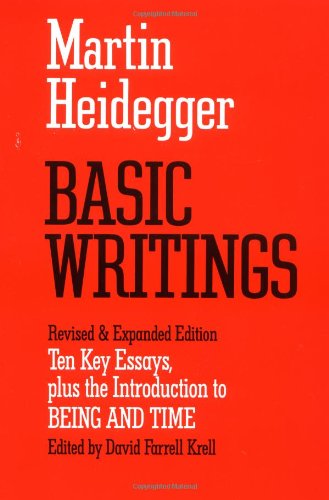 Martin
Heidegger
BASIC
WRITINGS
Revised & Expanded Edition
Ten Key Essays,
plus the Introduction to
BEING AND TIME
Edited by David Farrell Krell